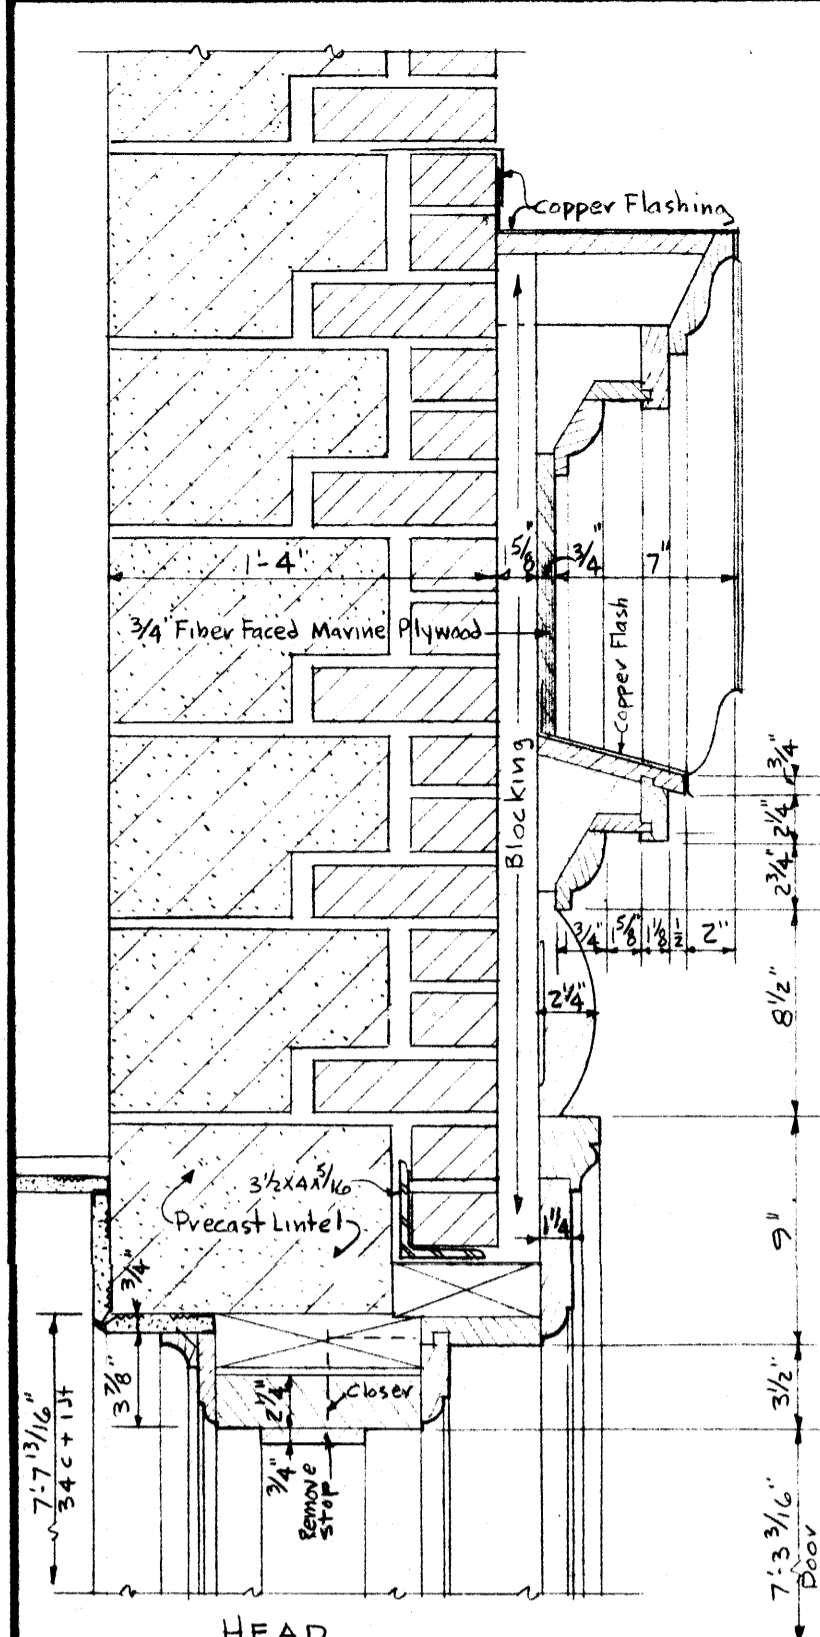 Copper Flashing
1'-4"
5/8"
3/4"
7"
3/4" Fiber Faced Marine Plywood
Copper Flash
Blocking
3/4"
2 1/4"
2 3/4"
1 3/4"
1 5/8"
1 1/8
1/2
2"
2 1/4"
8 1/2"
3 1/2 x 4 x 5/16
Precast Lintel
1 1/4"
9"
3/4"
3 7/8"
2 1/4"
Closer
3/4"
Remove
stop
3 1/2"
7'-7 13/16"
34 c + 1 Jt
7'-3 3/16"
Door
HEAD